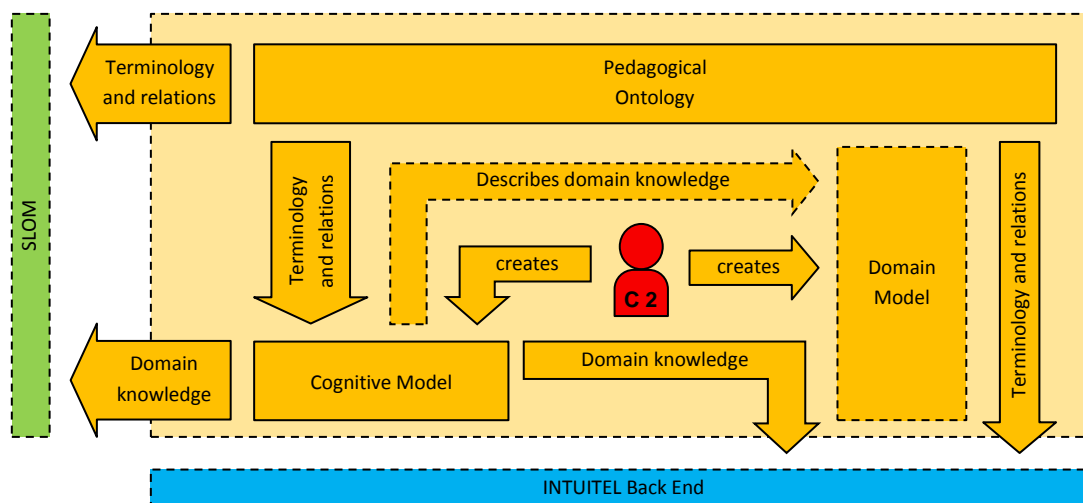 Terminology
and relations
Pedagogical
Ontology
SLOM
Terminology
and relations
Describes domain knowledge
creates
C 2
creates
Domain
Model
Terminology and relations
Domain
knowledge
Cognitive Model
Domain knowledge
INTUITEL Back End